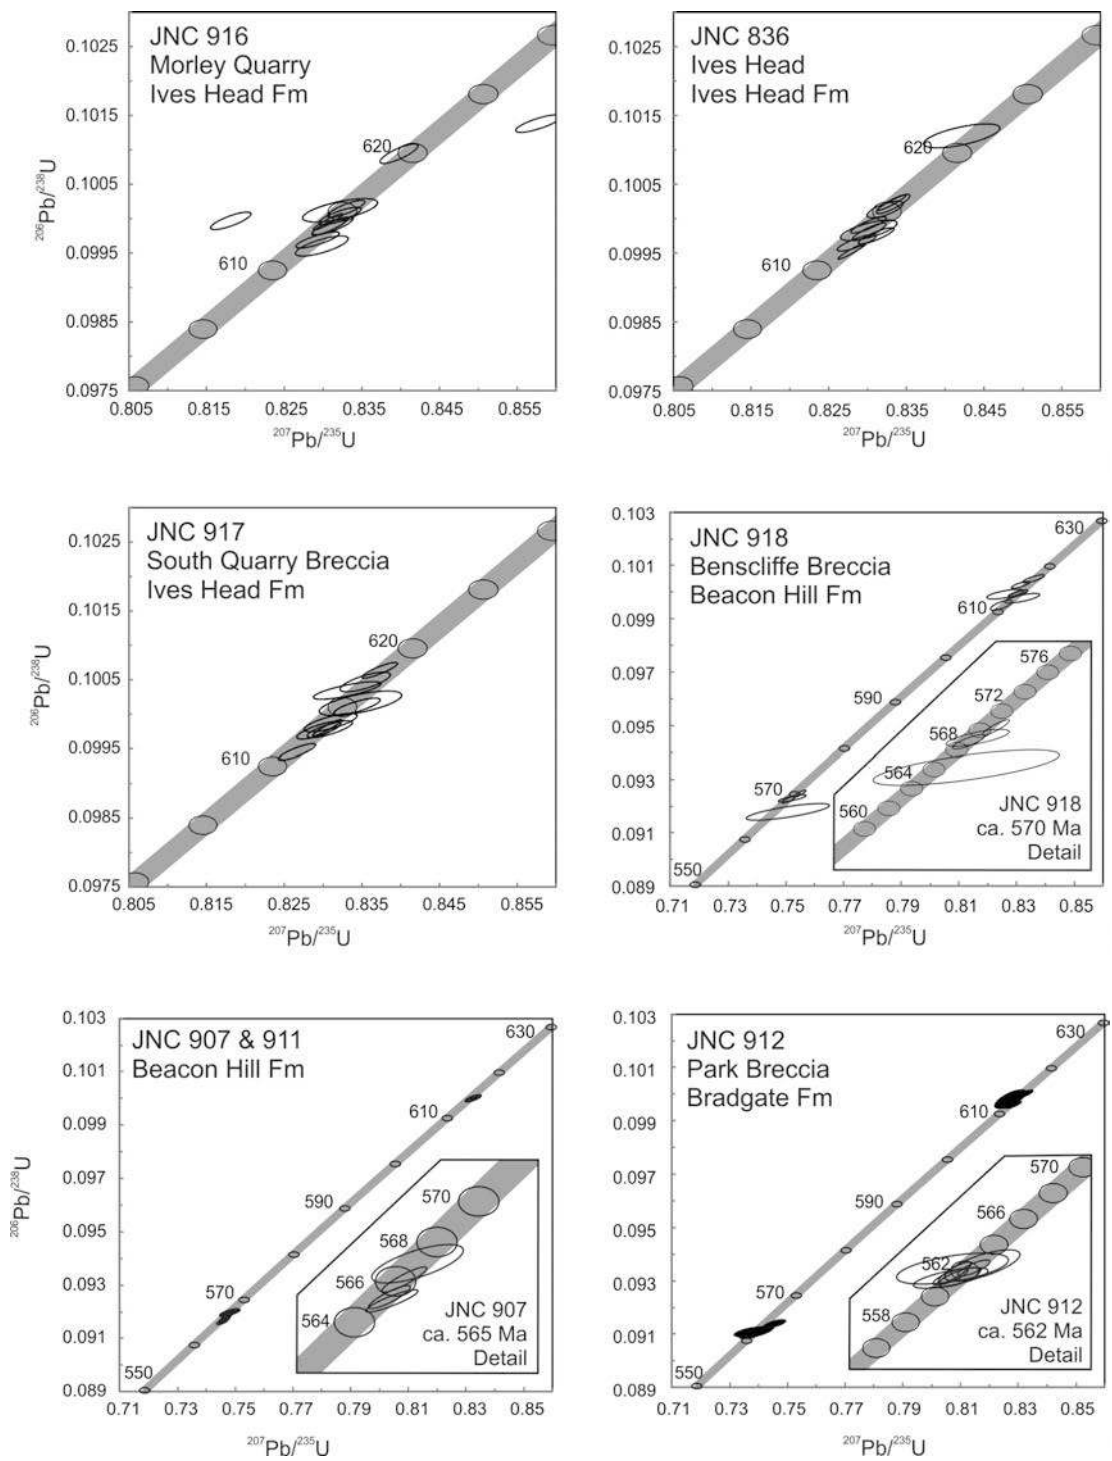 JNC 916
Morley Quarry
Ives Head Fm
0.1025
0.1015
0.1005
0.0995
0.0985
0.0975
620
610
0.805 0.815 0.825 0.835 0.845 0.855
206Pb/238U
207Pb/235U
JNC 836
Ives Head
Ives Head Fm
0.1025
0.1015
0.1005
0.0995
0.0985
0.0975
620
610
0.805 0.815 0.825 0.835 0.845 0.855
207Pb/235U
JNC 917
South Quarry Breccia
Ives Head Fm
0.1025
0.1015
0.1005
0.0995
0.0985
0.0975
620
610
0.805 0.815 0.825 0.835 0.845 0.855
206Pb/238U
207Pb/235U
JNC 918
Benscliffe Breccia
Beacon Hill Fm
0.103
0.101
0.099
0.097
0.095
0.093
0.091
0.089
630
610
590
570
550
576
572
568
564
560
JNC 918
ca. 570 Ma
Detail
0.71 0.73 0.75 0.77 0.79 0.81 0.83 0.85
207Pb/235U
JNC 907 & 911
Beacon Hill Fm
0.103
0.101
0.099
0.097
0.095
0.093
0.091
0.089
630
610
590
570
550
570
568
566
564
JNC 907
ca. 565 Ma
Detail
0.71 0.73 0.75 0.77 0.79 0.81 0.83 0.85
206Pb/238U
207Pb/235U
JNC 912
Park Breccia
Bradgate Fm
0.103
0.101
0.099
0.097
0.095
0.093
0.091
0.089
630
610
590
570
550
570
566
562
558
JNC 912
ca. 562 Ma
Detail
0.71 0.73 0.75 0.77 0.79 0.81 0.83 0.85
207Pb/235U